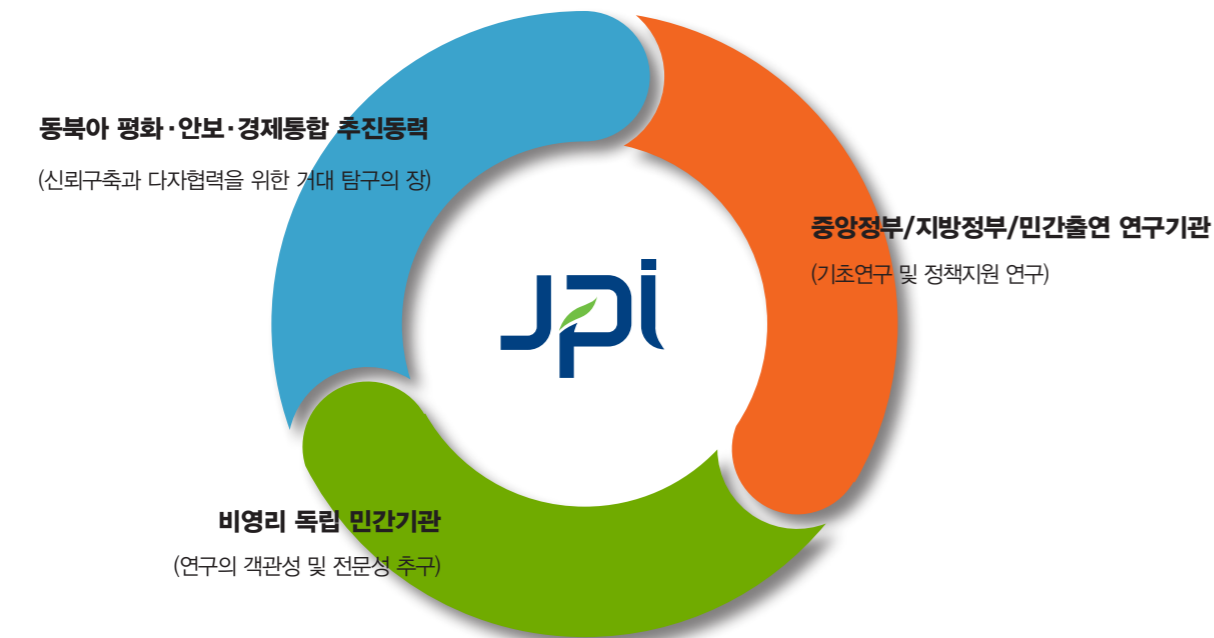 동북아 평화·안보·경제통합 추진동력
(신뢰구축과 다자협력을 위한 거대 탐구의 장)
중앙정부/지방정부/민간출연 연구기관
(기초연구 및 정책지원 연구)
JPI
비영리 독립 민간기관
(연구의 객관성 및 전문성 추구)